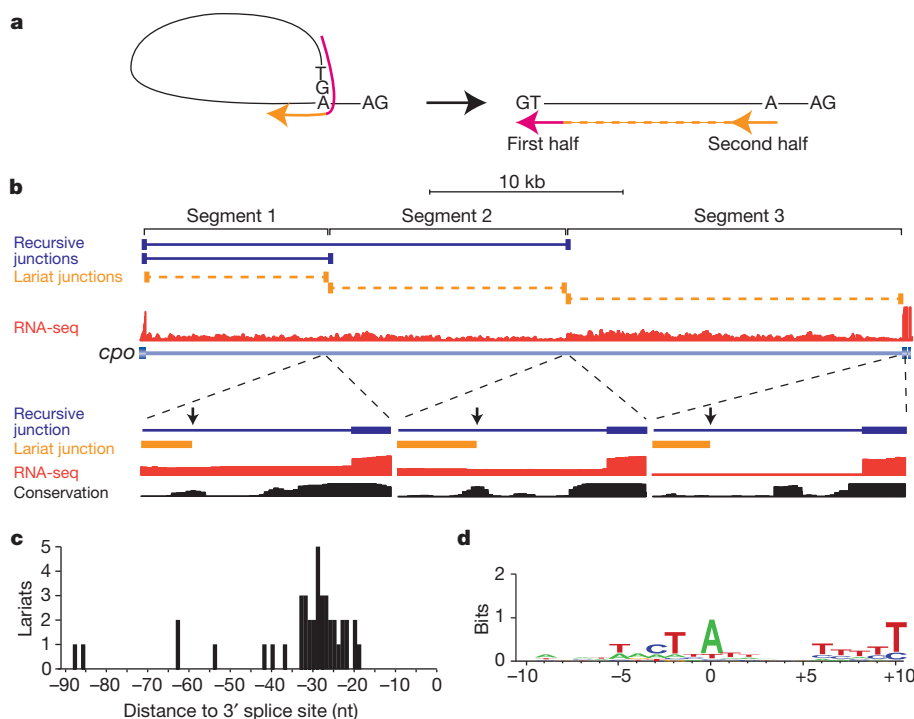 a
T
G
A
AG
GT
A
AG
First half
Second half
b
10 kb
Segment 1
Segment 2
Segment 3
Recursive
junctions
Lariat junctions
RNA-seq
cpo
Recursive
junction
Lariat junction
RNA-seq
Conservation
c
5
4
3
2
1
0
Lariats
–90 –80 –70 –60 –50 –40 –30 –20 –10 0
Distance to 3′ splice site (nt)
d
2
1
0
Bits
T C T A T T T T T
–10 –5 0 +5 +10